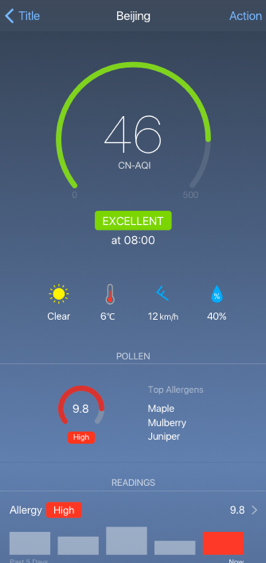 Title Beijing Action
46
CN-AQI
0 500
EXCELLENT
at 08:00
Clear 6℃ 12 km/h 40%
%
POLLEN
9.8
High
Top Allergens
Maple
Mulberry
Juniper
READINGS
Allergy High 9.8
Past 5 Days Now